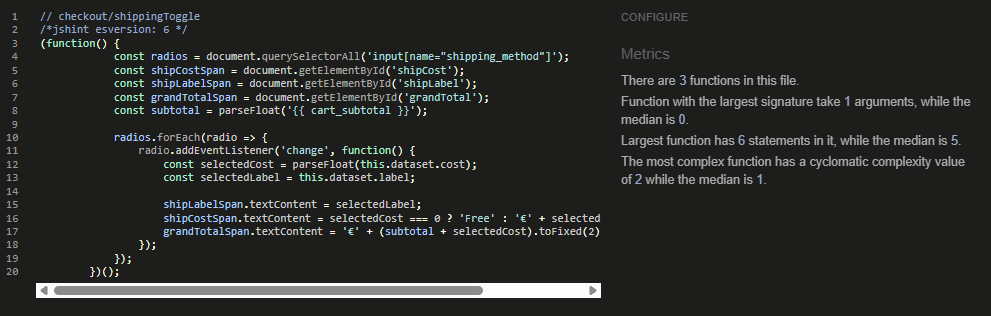 1 // checkout/shippingToggle
2 /*jshint esversion: 6 */
3 (function() {
4 const radios = document.querySelectorAll('input[name="shipping_method"]');
5 const shipCostSpan = document.getElementById('shipCost');
6 const shipLabelSpan = document.getElementById('shipLabel');
7 const grandTotalSpan = document.getElementById('grandTotal');
8 const subtotal = parseFloat('{{ cart_subtotal }}');
9
10 radios.forEach(radio => {
11 radio.addEventListener('change', function() {
12 const selectedCost = parseFloat(this.dataset.cost);
13 const selectedLabel = this.dataset.label;
14
15 shipLabelSpan.textContent = selectedLabel;
16 shipCostSpan.textContent = selectedCost === 0 ? 'Free' : '€' + selected
17 grandTotalSpan.textContent = '€' + (subtotal + selectedCost).toFixed(2)
18 });
19 });
20 })();
CONFIGURE
Metrics
There are 3 functions in this file.
Function with the largest signature take 1 arguments, while the
median is 0.
Largest function has 6 statements in it, while the median is 5.
The most complex function has a cyclomatic complexity value
of 2 while the median is 1.